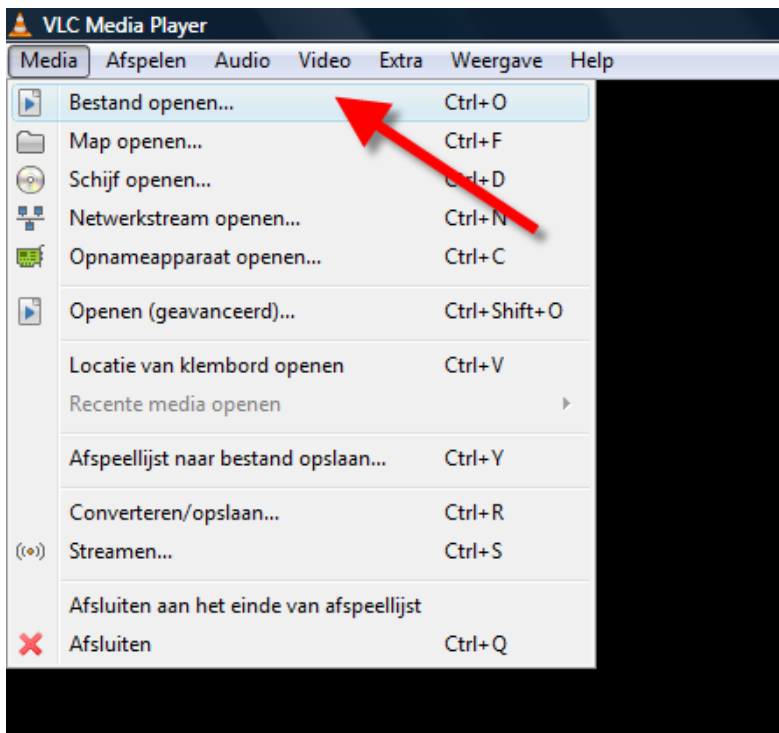 VLC Media Player
Media Afspelen Audio Video Extra Weergave Help
Bestand openen... Ctrl+O
Map openen... Ctrl+F
Schijf openen... Ctrl+D
Netwerkstream openen... Ctrl+N
Opnameapparaat openen... Ctrl+C
Openen (geavanceerd)... Ctrl+Shift+O
Locatie van klembord openen Ctrl+V
Recente media openen
Afspeellijst naar bestand opslaan... Ctrl+Y
Converteren/opslaan... Ctrl+R
Streamen... Ctrl+S
Afsluiten aan het einde van afspeellijst
Afsluiten Ctrl+Q